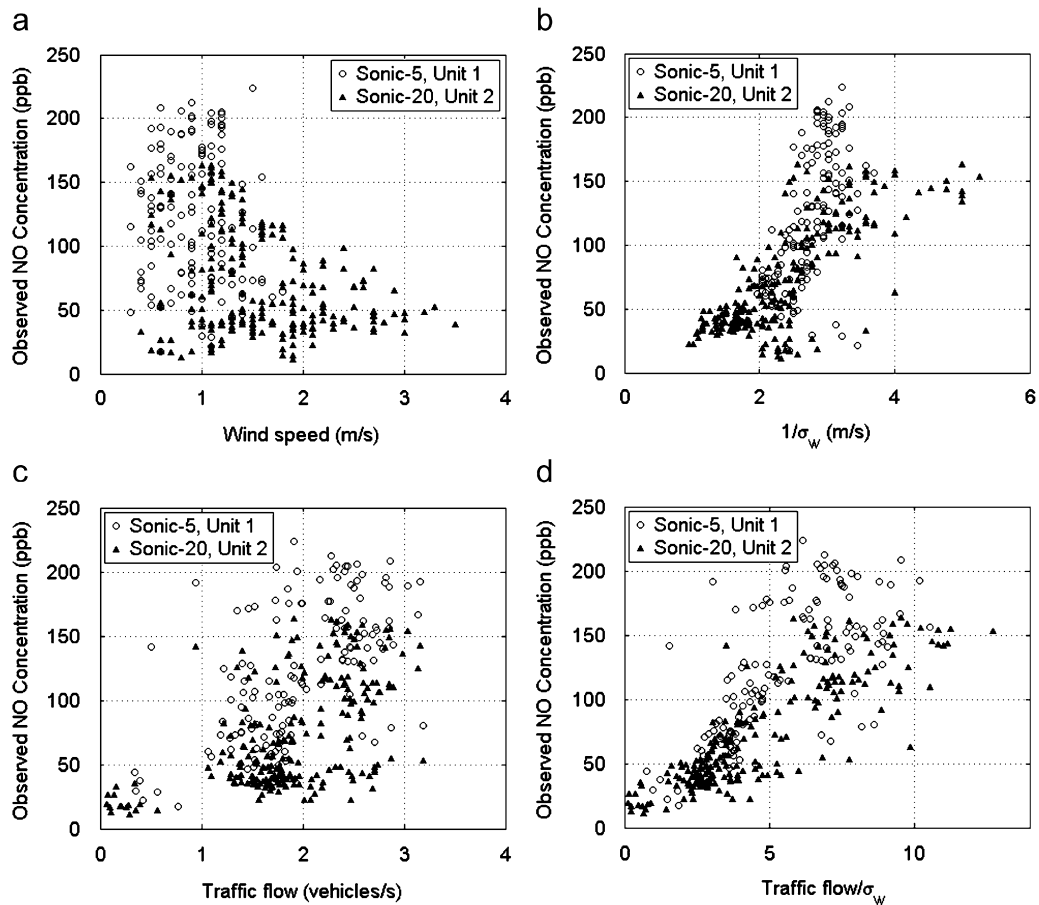 a
250
200
150
100
50
0
Observed NO Concentration (ppb)
Sonic-5, Unit 1
Sonic-20, Unit 2
0 1 2 3 4
Wind speed (m/s)
b
250
200
150
100
50
0
Observed NO Concentration (ppb)
Sonic-5, Unit 1
Sonic-20, Unit 2
0 2 4 6
1/σW (m/s)
c
250
200
150
100
50
0
Observed NO Concentration (ppb)
Sonic-5, Unit 1
Sonic-20, Unit 2
0 1 2 3 4
Traffic flow (vehicles/s)
d
250
200
150
100
50
0
Observed NO Concentration (ppb)
Sonic-5, Unit 1
Sonic-20, Unit 2
0 5 10
Traffic flow/σW